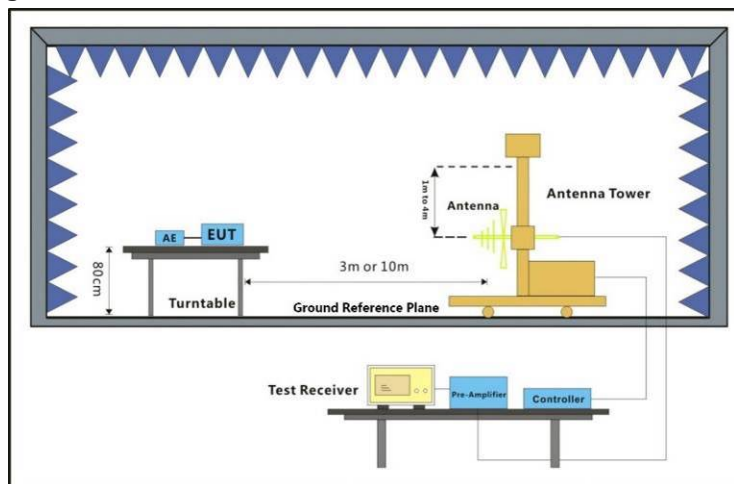 1m to 4m
Antenna
Antenna Tower
AE
EUT
80cm
3m or 10m
Turntable
Ground Reference Plane
Test Receiver
Pre-Amplifier
Controller